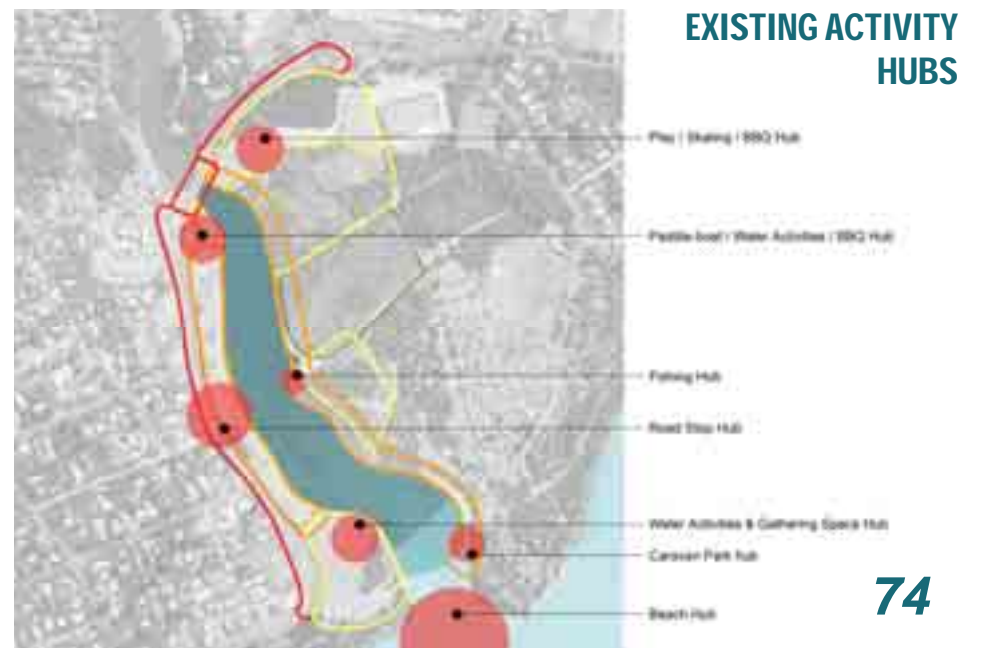 EXISTING ACTIVITY
HUBS
Play / Skating / BBQ Hub
Paddle-boat / Water Activities / BBQ Hub
Fishing Hub
Road Stop Hub
Water Activities & Gathering Space Hub
Caravan Park hub
Beach Hub
74